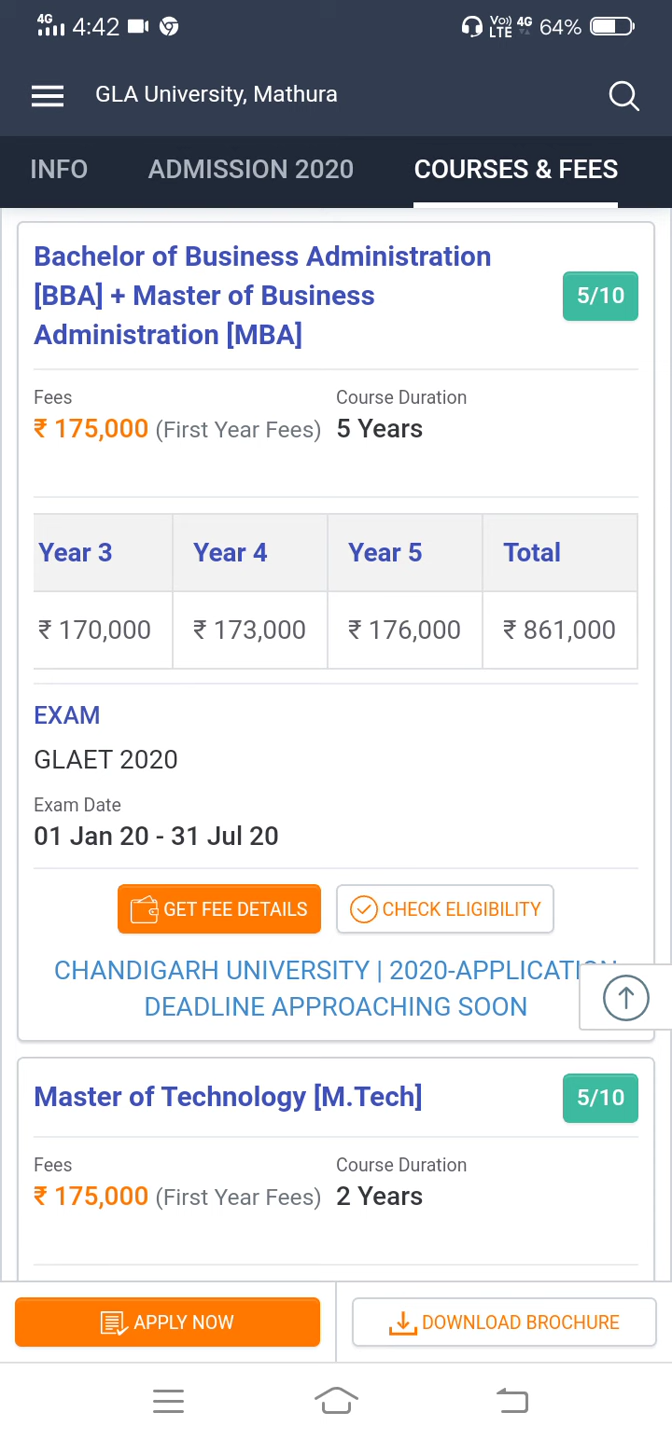 4G 4:42 Vo) LTE 4G 64%
GLA University, Mathura
INFO ADMISSION 2020 COURSES & FEES
Bachelor of Business Administration
[BBA] + Master of Business
Administration [MBA]
5/10
Fees Course Duration
₹ 175,000 (First Year Fees) 5 Years
Year 3 Year 4 Year 5 Total
₹ 170,000 ₹ 173,000 ₹ 176,000 ₹ 861,000
EXAM
GLAET 2020
Exam Date
01 Jan 20 - 31 Jul 20
GET FEE DETAILS CHECK ELIGIBILITY
CHANDIGARH UNIVERSITY | 2020-APPLICATION
DEADLINE APPROACHING SOON
Master of Technology [M.Tech] 5/10
Fees Course Duration
₹ 175,000 (First Year Fees) 2 Years
APPLY NOW DOWNLOAD BROCHURE